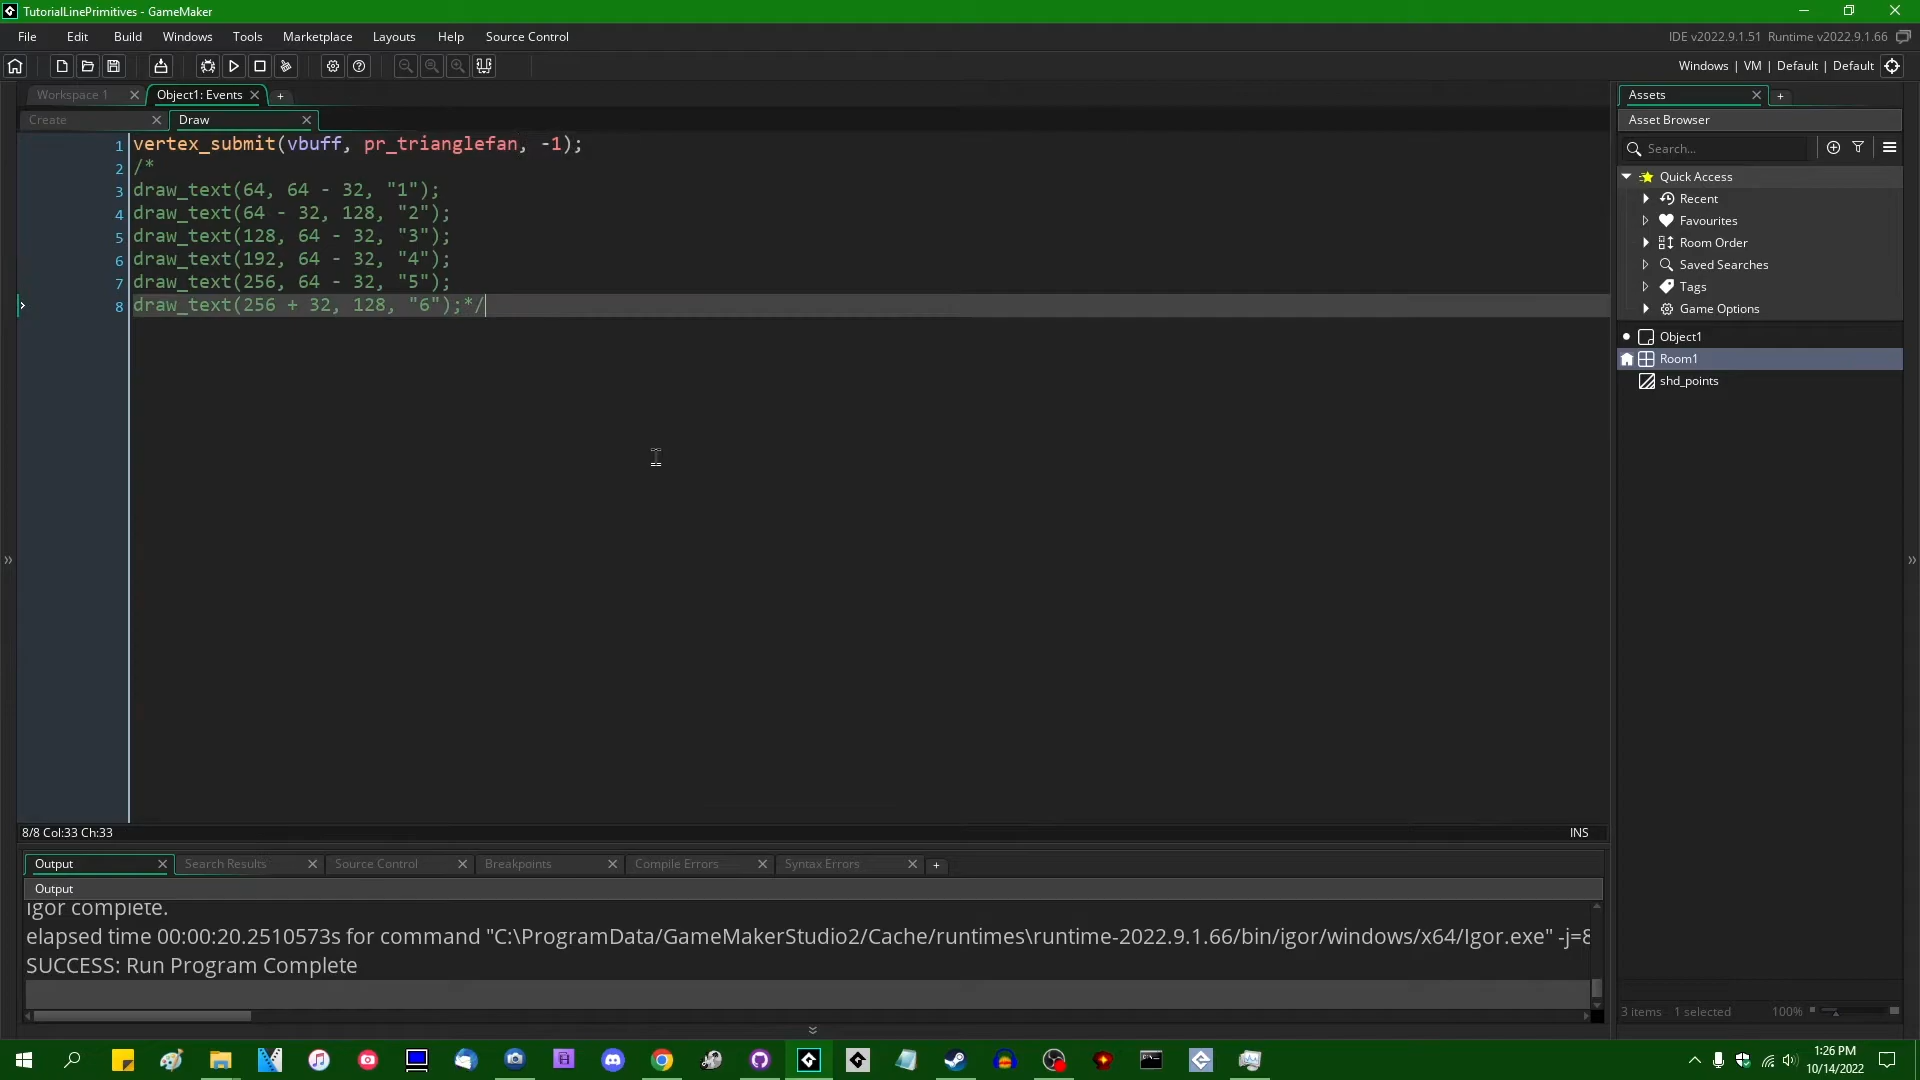 TutorialLinePrimitives - GameMaker
File Edit Build Windows Tools Marketplace Layouts Help Source Control
IDE v2022.9.1.51 Runtime v2022.9.1.66
Windows | VM | Default | Default
Workspace 1
Object1: Events
Create
Draw
1 vertex_submit(vbuff, pr_trianglefan, -1);
2 /*
3 draw_text(64, 64 - 32, "1");
4 draw_text(64 - 32, 128, "2");
5 draw_text(128, 64 - 32, "3");
6 draw_text(192, 64 - 32, "4");
7 draw_text(256, 64 - 32, "5");
8 draw_text(256 + 32, 128, "6");*/
8/8 Col:33 Ch:33
INS
Assets
Asset Browser
Search...
Quick Access
Recent
Favourites
Room Order
Saved Searches
Tags
Game Options
Object1
Room1
shd_points
3 items 1 selected 100%
Output Search Results Source Control Breakpoints Compile Errors Syntax Errors
Output
Igor complete.
elapsed time 00:00:20.2510573s for command "C:\ProgramData/GameMakerStudio2/Cache/runtimes\runtime-2022.9.1.66/bin/igor/windows/x64/Igor.exe" -j=8
SUCCESS: Run Program Complete
1:26 PM
10/14/2022